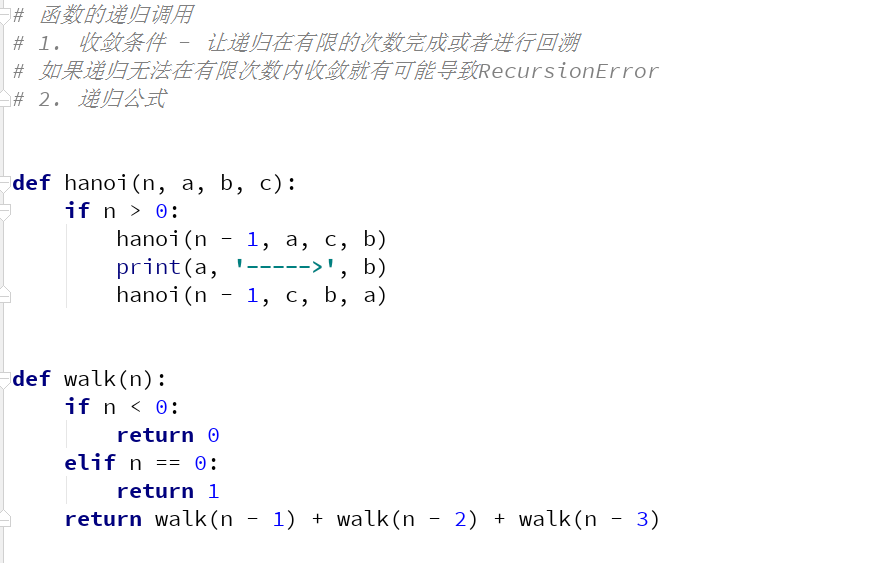 # 函数的递归调用
# 1. 收敛条件 - 让递归在有限的次数完成或者进行回溯
# 如果递归无法在有限次数内收敛就有可能导致RecursionError
# 2. 递归公式
def hanoi(n, a, b, c):
    if n > 0:
        hanoi(n - 1, a, c, b)
        print(a, '----->', b)
        hanoi(n - 1, c, b, a)
def walk(n):
    if n < 0:
        return 0
    elif n == 0:
        return 1
    return walk(n - 1) + walk(n - 2) + walk(n - 3)